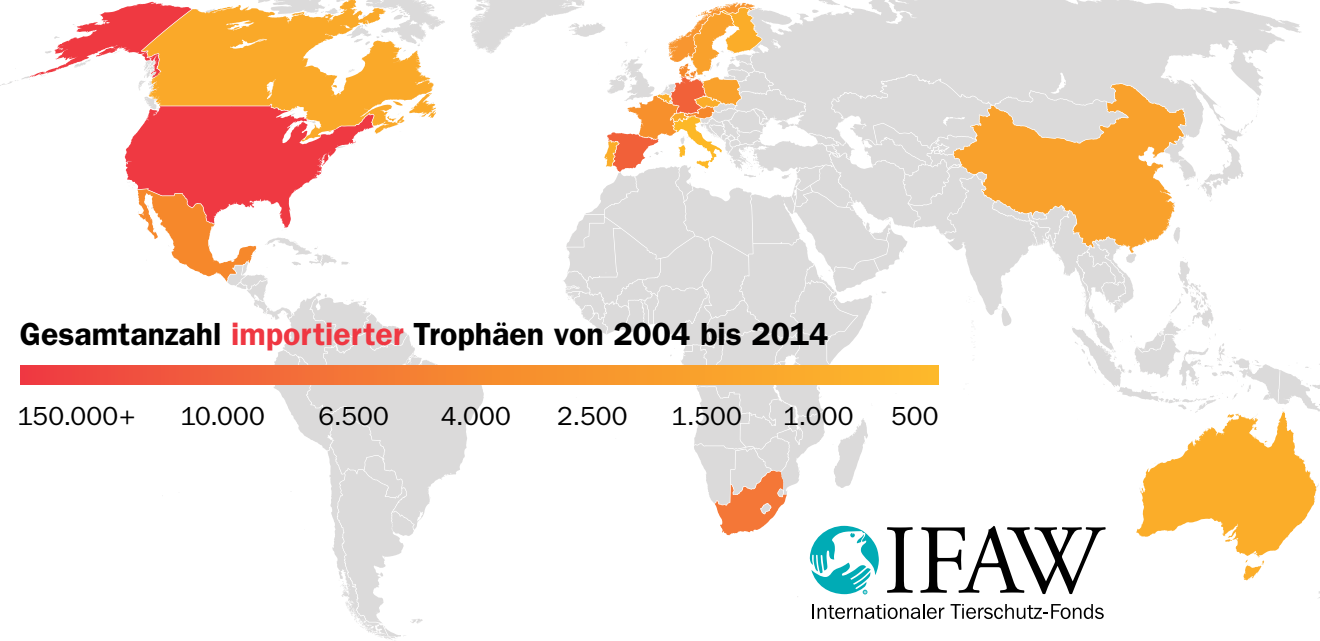 Gesamtanzahl importierter Trophäen von 2004 bis 2014
150.000+ 10.000 6.500 4.000 2.500 1.500 1.000 500
IFAW
Internationaler Tierschutz-Fonds